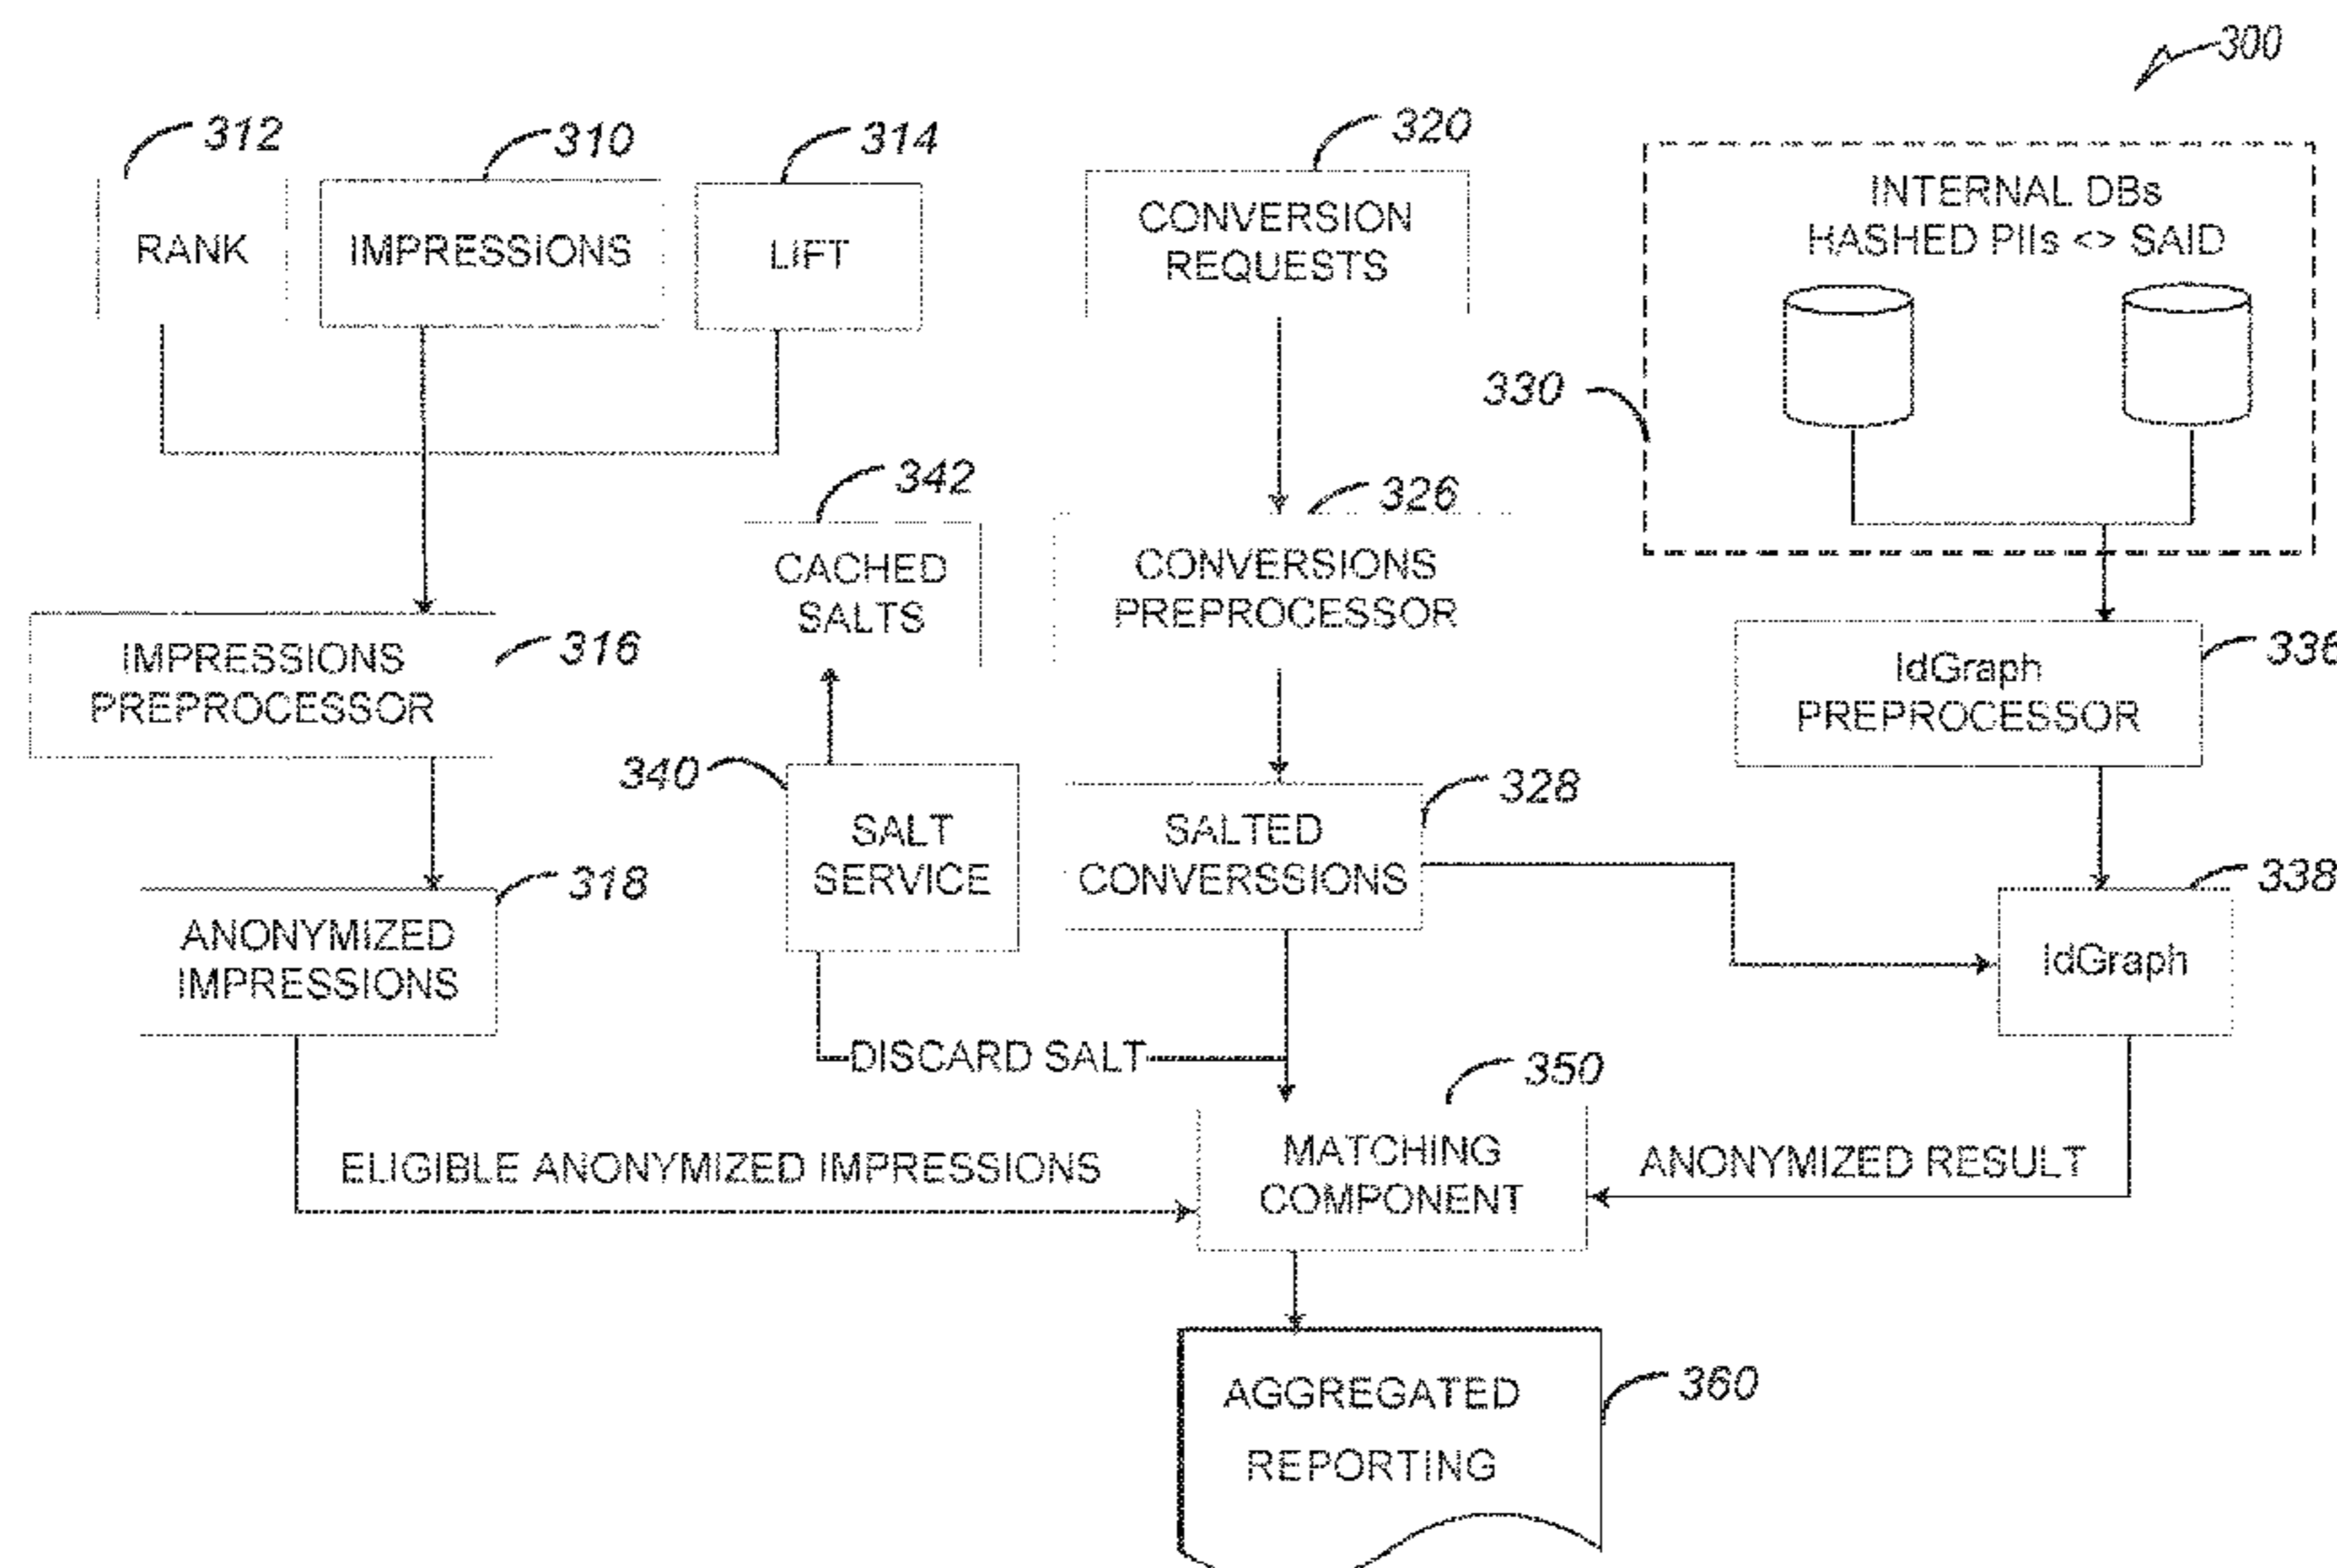 300
312
310
314
320
RANK
IMPRESSIONS
LIFT
CONVERSION
REQUESTS
INTERNAL DBs
HASHED PIIs <> SAID
330
342
326
CACHED
SALTS
CONVERSIONS
PREPROCESSOR
IMPRESSIONS
PREPROCESSOR
316
IdGraph
PREPROCESSOR
336
340
SALT
SERVICE
328
SALTED
CONVERSSIONS
318
ANONYMIZED
IMPRESSIONS
338
IdGraph
DISCARD SALT
350
ELIGIBLE ANONYMIZED IMPRESSIONS
MATCHING
COMPONENT
ANONYMIZED RESULT
AGGREGATED
REPORTING
360